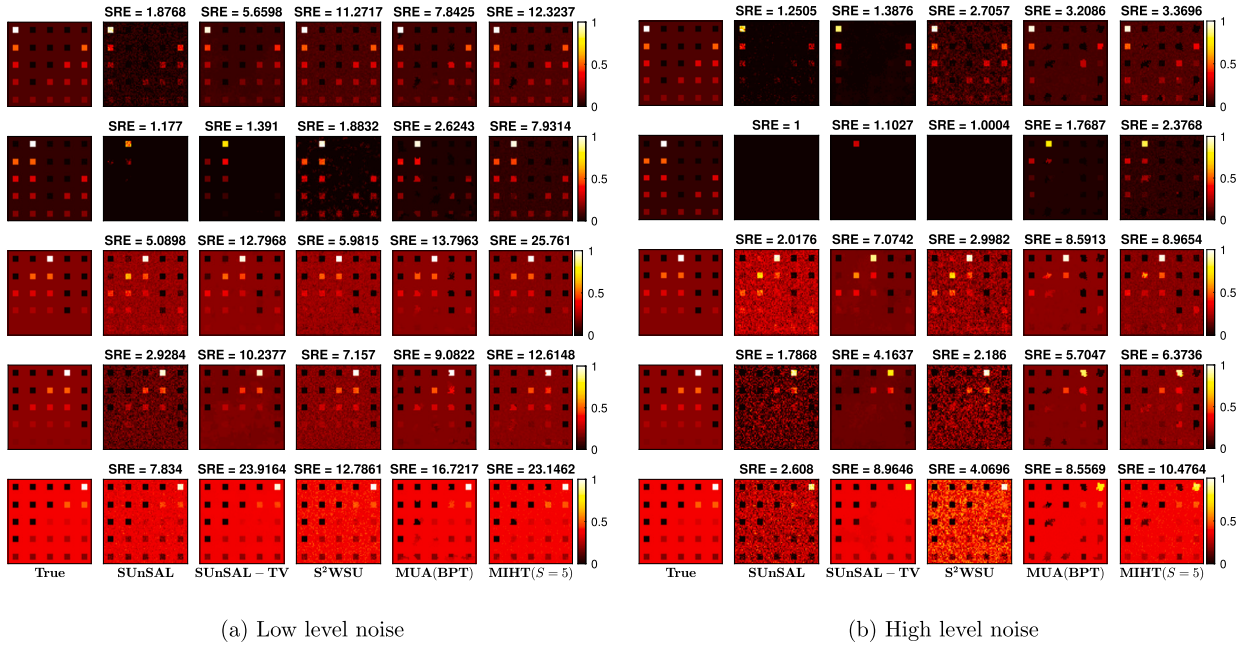 SRE = 1.8768 SRE = 5.6598 SRE = 11.2717 SRE = 7.8425 SRE = 12.3237
1
0.5
0
SRE = 1.177 SRE = 1.391 SRE = 1.8832 SRE = 2.6243 SRE = 7.9314
1
0.5
0
SRE = 5.0898 SRE = 12.7968 SRE = 5.9815 SRE = 13.7963 SRE = 25.761
1
0.5
0
SRE = 2.9284 SRE = 10.2377 SRE = 7.157 SRE = 9.0822 SRE = 12.6148
1
0.5
0
SRE = 7.834 SRE = 23.9164 SRE = 12.7861 SRE = 16.7217 SRE = 23.1462
1
0.5
0
True SUnSAL SUnSAL − TV S²WSU MUA(BPT) MIHT(S = 5)
(a) Low level noise
SRE = 1.2505 SRE = 1.3876 SRE = 2.7057 SRE = 3.2086 SRE = 3.3696
1
0.5
0
SRE = 1 SRE = 1.1027 SRE = 1.0004 SRE = 1.7687 SRE = 2.3768
1
0.5
0
SRE = 2.0176 SRE = 7.0742 SRE = 2.9982 SRE = 8.5913 SRE = 8.9654
1
0.5
0
SRE = 1.7868 SRE = 4.1637 SRE = 2.186 SRE = 5.7047 SRE = 6.3736
1
0.5
0
SRE = 2.608 SRE = 8.9646 SRE = 4.0696 SRE = 8.5569 SRE = 10.4764
1
0.5
0
True SUnSAL SUnSAL − TV S²WSU MUA(BPT) MIHT(S = 5)
(b) High level noise